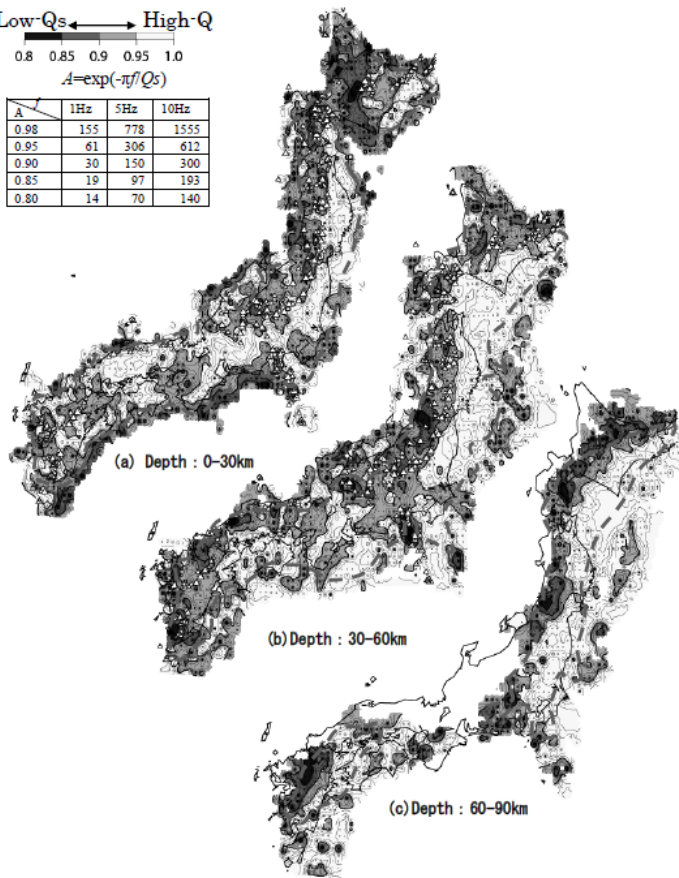 Low-Qs High-Q
0.8 0.85 0.9 0.95 1.0
A=exp(-πf/Qs)
A f 1Hz 5Hz 10Hz
0.98 155 778 1555
0.95 61 306 612
0.90 30 150 300
0.85 19 97 193
0.80 14 70 140
(a) Depth : 0-30km
(b)Depth : 30-60km
(c)Depth : 60-90km